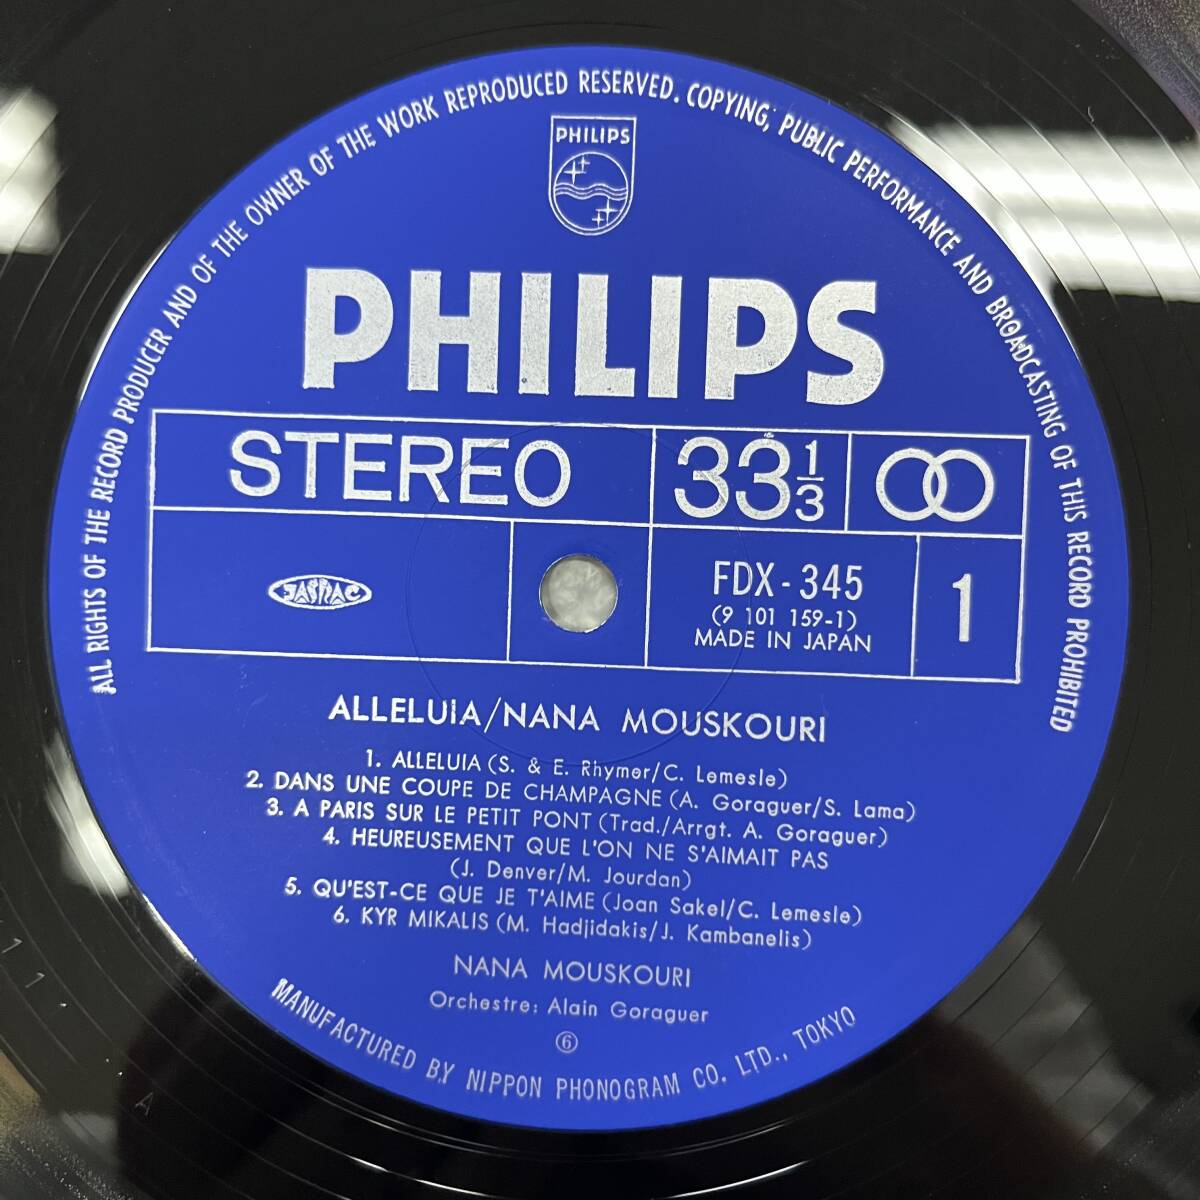 ALL RIGHTS OF THE RECORD PRODUCER AND OF THE OWNER OF THE WORK REPRODUCED RESERVED. COPYING, PUBLIC PERFORMANCE AND BROADCASTING OF THIS RECORD PROHIBITED
PHILIPS
PHILIPS
STEREO
33 1/3
JASRAC
FDX-345
(9 101 159-1)
MADE IN JAPAN
1
ALLELUIA/NANA MOUSKOURI
1. ALLELUIA (S. & E. Rhymer/C. Lemesle)
2. DANS UNE COUPE DE CHAMPAGNE (A. Goraguer/S. Lama)
3. A PARIS SUR LE PETIT PONT (Trad./Arrgt. A. Goraguer)
4. HEUREUSEMENT QUE L'ON NE S'AIMAIT PAS
(J. Denver/M. Jourdan)
5. QU'EST-CE QUE JE T'AIME (Joan Sakel/C. Lemesle)
6. KYR MIKALIS (M. Hadjidakis/J. Kambanelis)
NANA MOUSKOURI
Orchestre: Alain Goraguer
⑥
MANUFACTURED BY NIPPON PHONOGRAM CO. LTD., TOKYO
111
A